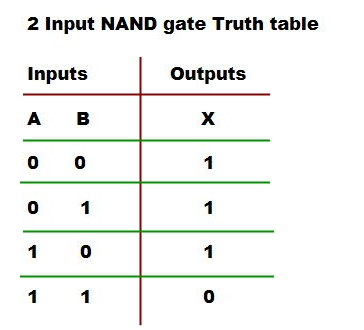 2 Input NAND gate Truth table
Inputs Outputs
A B X
0 0 1
0 1 1
1 0 1
1 1 0